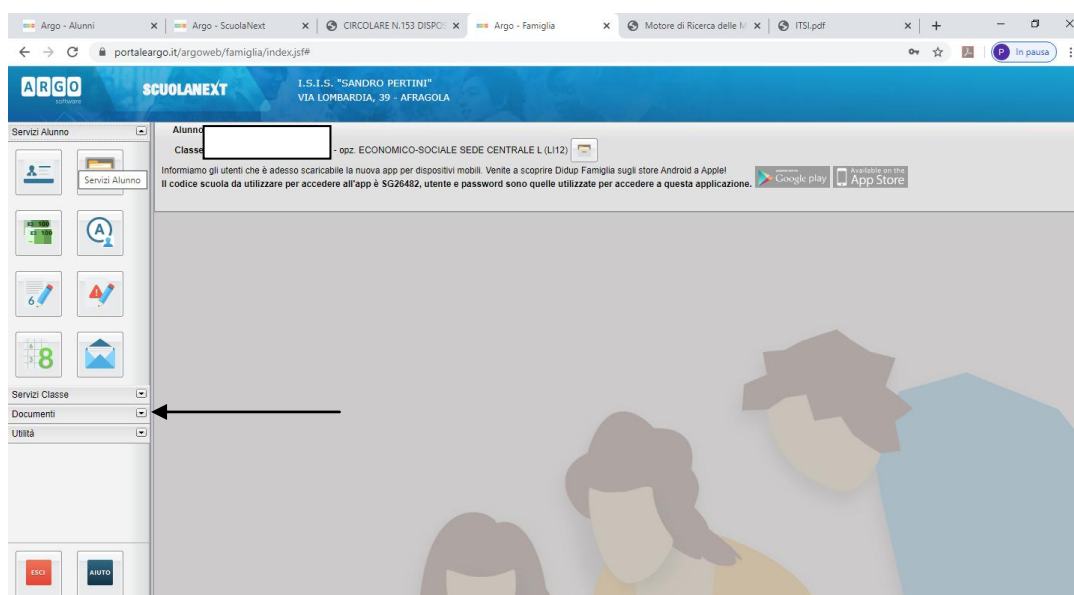 Argo - Alunni
Argo - ScuolaNext
CIRCOLARE N.153 DISPO
Argo - Famiglia
Motore di Ricerca delle
ITSI.pdf
portaleargo.it/argoweb/famiglia/index.jsf#
P In pausa
ARGO
software
SCUOLANEXT
I.S.I.S. "SANDRO PERTINI"
VIA LOMBARDIA, 39 - AFRAGOLA
Servizi Alunno
Alunno
Classe - opz. ECONOMICO-SOCIALE SEDE CENTRALE L (LI12)
Informiamo gli utenti che è adesso scaricabile la nuova app per dispositivi mobili. Venite a scoprire Didup Famiglia sugli store Android a Apple!
Il codice scuola da utilizzare per accedere all'app è SG26482, utente e password sono quelle utilizzate per accedere a questa applicazione.
Google play
Available on the
App Store
Servizi Alunno
100
100
A
6
8
Servizi Classe
Documenti
Utilità
ESCI
AIUTO